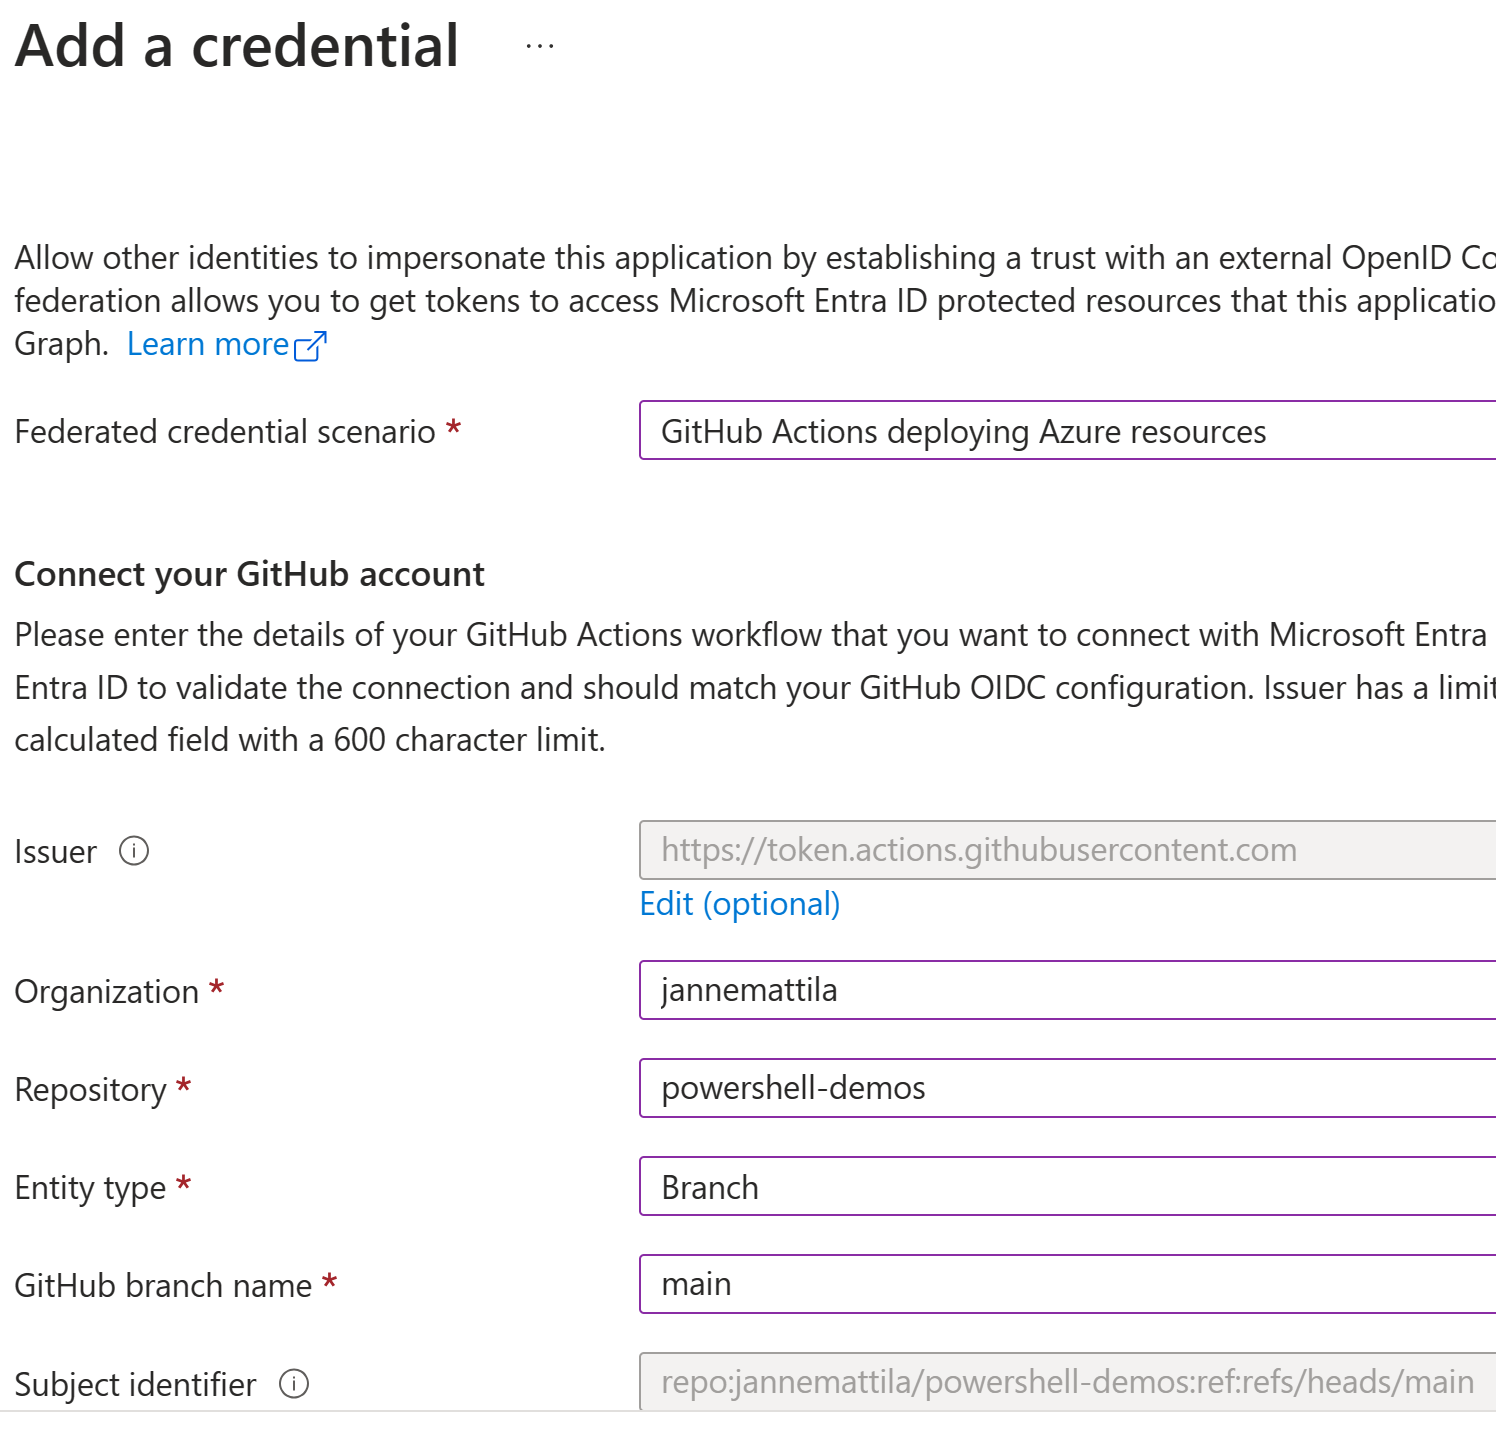 Add a credential ...
Allow other identities to impersonate this application by establishing a trust with an external OpenID Co
federation allows you to get tokens to access Microsoft Entra ID protected resources that this applicatio
Graph. Learn more
Federated credential scenario * GitHub Actions deploying Azure resources
Connect your GitHub account
Please enter the details of your GitHub Actions workflow that you want to connect with Microsoft Entra
Entra ID to validate the connection and should match your GitHub OIDC configuration. Issuer has a limit
calculated field with a 600 character limit.
Issuer https://token.actions.githubusercontent.com
Edit (optional)
Organization * jannemattila
Repository * powershell-demos
Entity type * Branch
GitHub branch name * main
Subject identifier repo:jannemattila/powershell-demos:ref:refs/heads/main